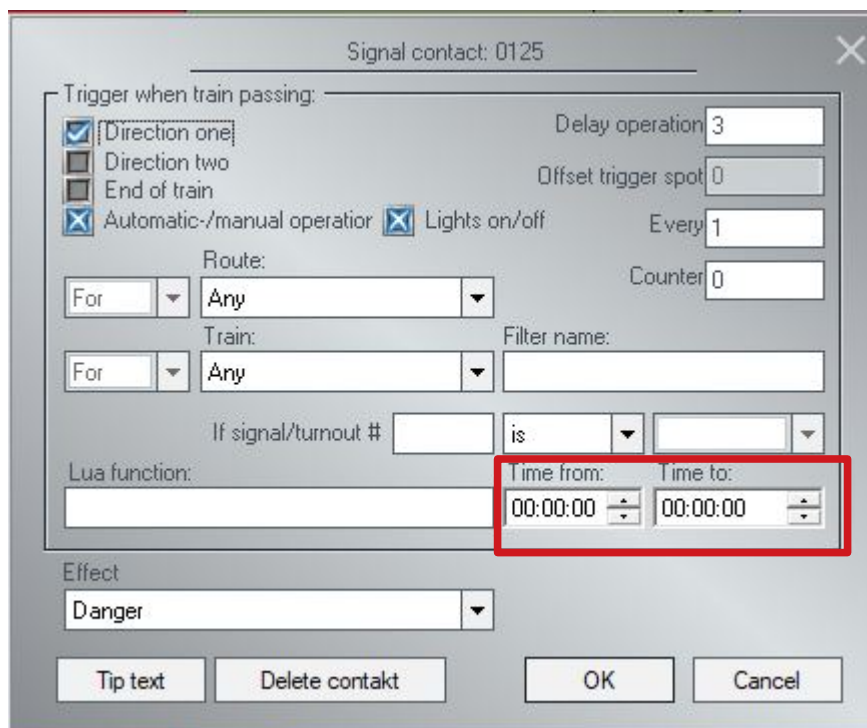 Signal contact: 0125
Trigger when train passing:
Direction one
Delay operation 3
Direction two
End of train
Offset trigger spot 0
Automatic-/manual operatior Lights on/off
Every 1
Route:
Counter 0
For Any
Train: Filter name:
For Any
If signal/turnout # is
Lua function: Time from: Time to:
00:00:00 00:00:00
Effect
Danger
Tip text Delete contakt OK Cancel